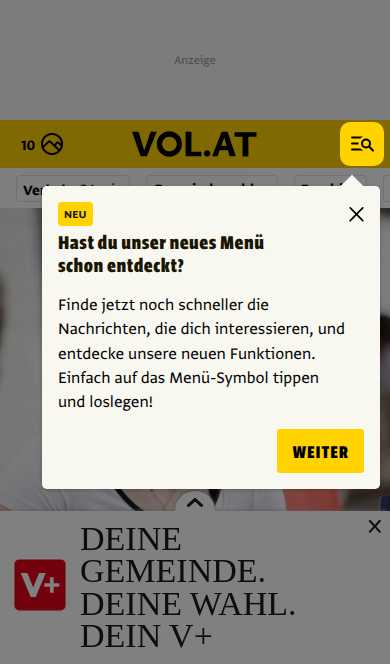 Anzeige
10
VOL.AT
NEU
Hast du unser neues Menü
schon entdeckt?
Finde jetzt noch schneller die
Nachrichten, die dich interessieren, und
entdecke unsere neuen Funktionen.
Einfach auf das Menü-Symbol tippen
und loslegen!
WEITER
V+
DEINE
GEMEINDE.
DEINE WAHL.
DEIN V+